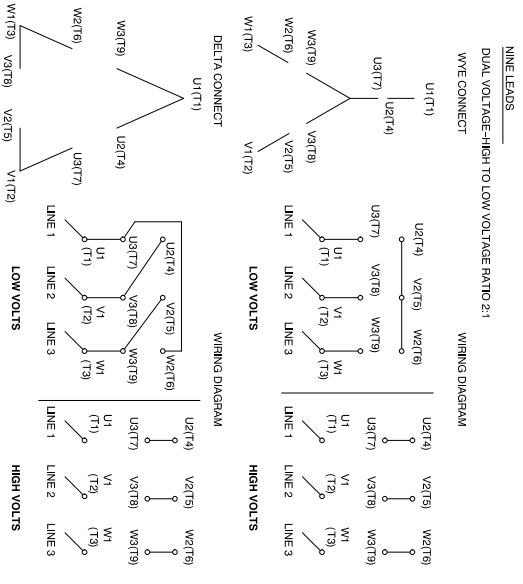 NINE LEADS
DUAL VOLTAGE-HIGH TO LOW VOLTAGE RATIO 2:1
WYE CONNECT
U1(T1)
U2(T4)
U3(T7)
W3(T9)
V3(T8)
W2(T6)
V2(T5)
W1(T3)
V1(T2)
WIRING DIAGRAM
U2(T4) V2(T5) W2(T6)
U3(T7) V3(T8) W3(T9)
U1 V1 W1
(T1) (T2) (T3)
LINE 1 LINE 2 LINE 3
LOW VOLTS
U2(T4) V2(T5) W2(T6)
U3(T7) V3(T8) W3(T9)
U1 V1 W1
(T1) (T2) (T3)
LINE 1 LINE 2 LINE 3
HIGH VOLTS
DELTA CONNECT
U1(T1)
W3(T9)
U2(T4)
W2(T6)
U3(T7)
W1(T3)
V3(T8)
V2(T5)
V1(T2)
WIRING DIAGRAM
U2(T4) V2(T5) W2(T6)
U3(T7) V3(T8) W3(T9)
U1 V1 W1
(T1) (T2) (T3)
LINE 1 LINE 2 LINE 3
LOW VOLTS
U2(T4) V2(T5) W2(T6)
U3(T7) V3(T8) W3(T9)
U1 V1 W1
(T1) (T2) (T3)
LINE 1 LINE 2 LINE 3
HIGH VOLTS